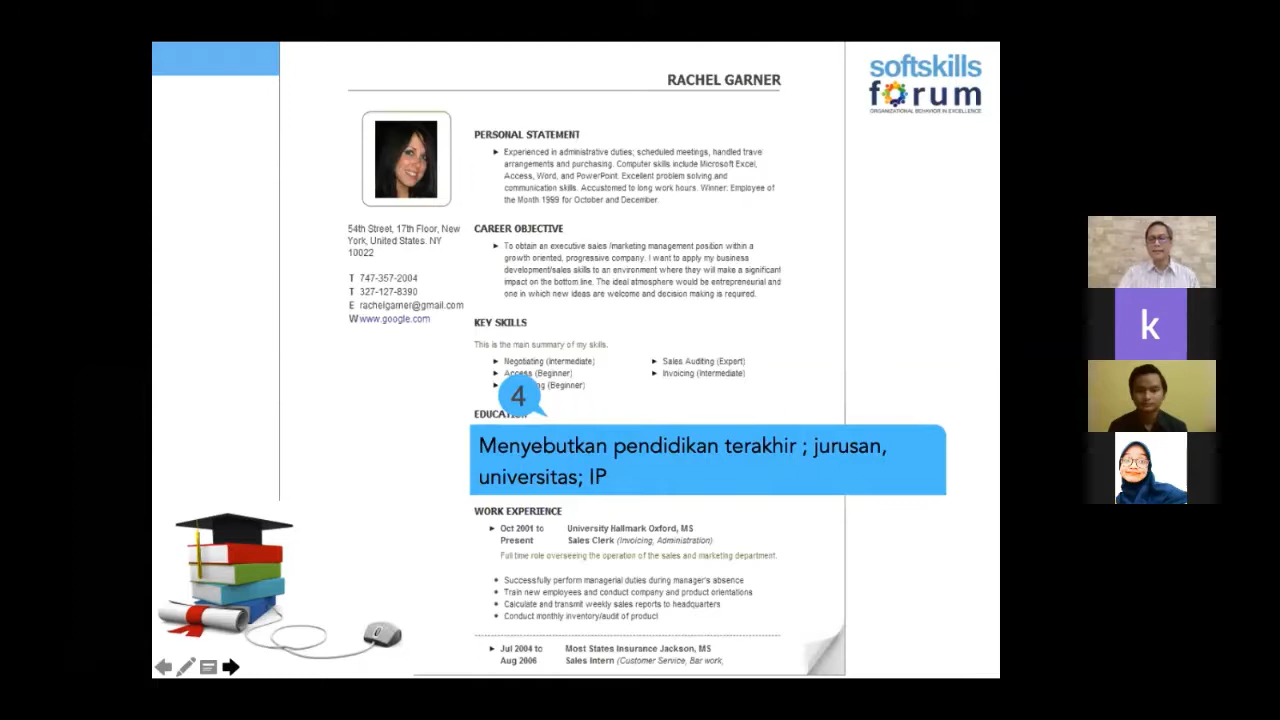 RACHEL GARNER
softskills
forum
ORGANIZATIONAL BEHAVIOR IN EXCELLENCE
54th Street, 17th Floor, New
York, United States. NY
10022
T 747-357-2004
T 327-127-8390
E rachelgarner@gmail.com
W www.google.com
PERSONAL STATEMENT
► Experienced in administrative duties; scheduled meetings, handled trave
arrangements and purchasing. Computer skills include Microsoft Excel,
Access, Word, and PowerPoint. Excellent problem solving and
communication skills. Accustomed to long work hours. Winner: Employee of
the Month 1999 for October and December.
CAREER OBJECTIVE
► To obtain an executive sales /marketing management position within a
growth oriented, progressive company. I want to apply my business
development/sales skills to an environment where they will make a significant
impact on the bottom line. The ideal atmosphere would be entrepreneurial and
one in which new ideas are welcome and decision making is required.
KEY SKILLS
This is the main summary of my skills.
► Negotiating (Intermediate)
► Access (Beginner)
► (Beginner)
► Sales Auditing (Expert)
► Invoicing (Intermediate)
4
EDUCATION
Menyebutkan pendidikan terakhir ; jurusan,
universitas; IP
WORK EXPERIENCE
► Oct 2001 to University Hallmark Oxford, MS
Present Sales Clerk (Invoicing, Administration)
Full time role overseeing the operation of the sales and marketing department.
• Successfully perform managerial duties during manager's absence
• Train new employees and conduct company and product orientations
• Calculate and transmit weekly sales reports to headquarters
• Conduct monthly inventory/audit of product
► Jul 2004 to Most States Insurance Jackson, MS
Aug 2006 Sales Intern (Customer Service, Bar work,
k